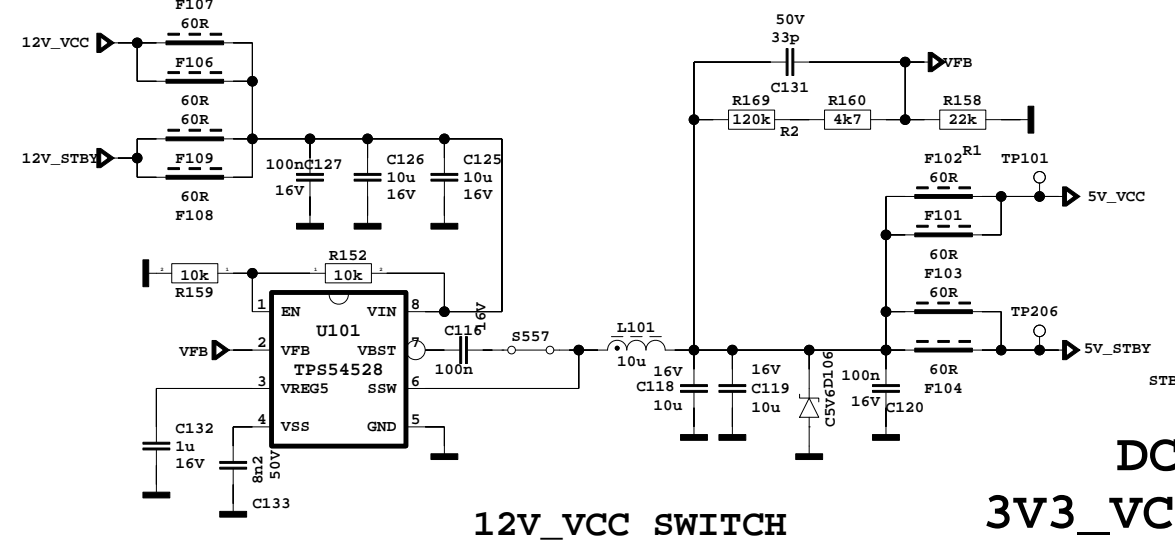 F107
60R
12V_VCC
F106
60R
60R
12V_STBY
F109
60R
F108
100n C127
16V
C126
10u
16V
C125
10u
16V
R152
10k
10k
R159
1 EN
VIN 8
U101
VFB
2 VFB
VBST 7
TPS54528
3 VREG5
SSW 6
4 VSS
GND 5
C116
16V
100n
S557
L101
10u
C132
1u
16V
8n2
50V
C133
50V
33p
C131
VFB
R169
120k
R2
R160
4k7
R158
22k
R1
F102
60R
TP101
5V_VCC
F101
60R
F103
60R
TP206
5V_STBY
60R
F104
16V
C118
10u
16V
C119
10u
C5V6
D106
100n
16V
C120
STB
DC
12V_VCC SWITCH
3V3_VC